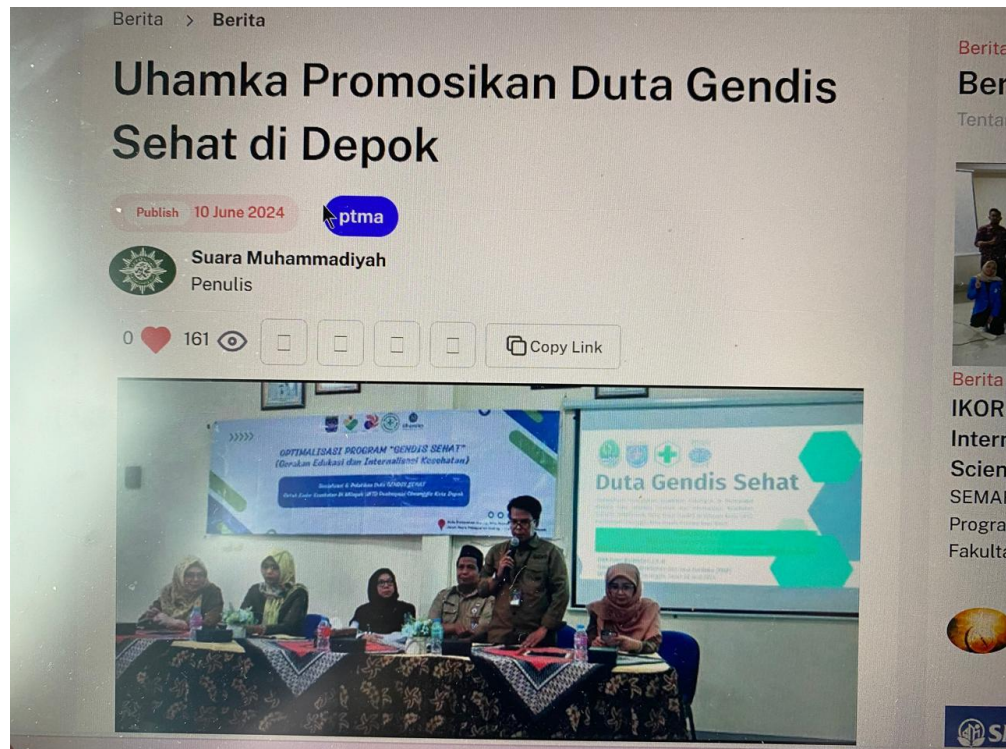 Berita > Berita
Uhamka Promosikan Duta Gendis
Sehat di Depok
Publish 10 June 2024 ptma
Suara Muhammadiyah
Penulis
0 161 Copy Link
OPTIMALISASI PROGRAM "GENDIS SEHAT"
(Gerakan Edukasi dan Internalisasi Kesehatan)
Duta Gendis Sehat
Berita
Ber
Tenta
Berita
IKOR
Intern
Scien
SEMA
Progra
Fakulta
S